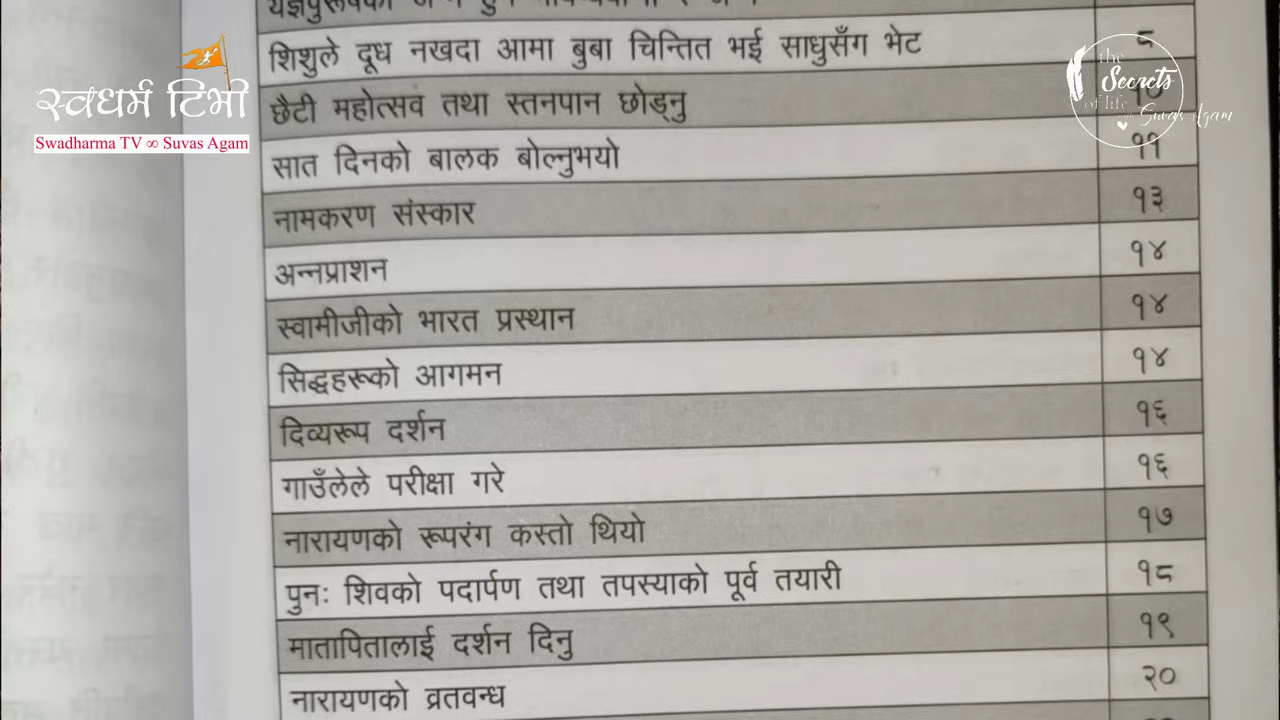 स्वधर्म टिभी
Swadharma TV ∞ Suvas Agam
the
Secrets
of life
Suvas Agam
शिशुले दूध नखदा आमा बुबा चिन्तित भई साधुसँग भेट ८
छैटी महोत्सव तथा स्तनपान छोड्नु
सात दिनको बालक बोल्नुभयो ११
नामकरण संस्कार १३
अन्नप्राशन १४
स्वामीजीको भारत प्रस्थान १४
सिद्धहरूको आगमन १४
दिव्यरूप दर्शन १६
गाउँलेले परीक्षा गरे १६
नारायणको रूपरंग कस्तो थियो १७
पुनः शिवको पदार्पण तथा तपस्याको पूर्व तयारी १८
मातापितालाई दर्शन दिनु १९
नारायणको व्रतवन्ध २०